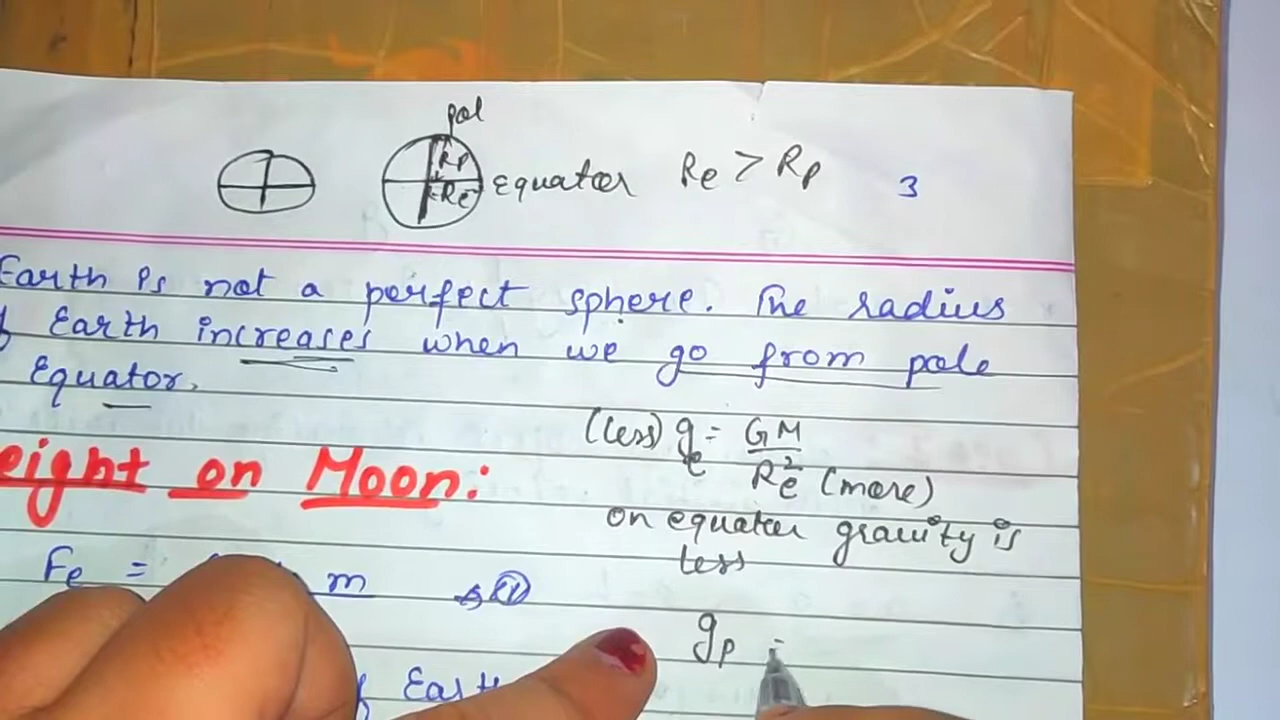 pol
Rp
Re
Equator Re > Rp 3
Earth is not a perfect sphere. The radius
Earth increases when we go from pole
Equator.
(less) ge = GM
Re² (more)
on equator gravity is
less
eight on Moon:
Fe = m
gp =
Earth